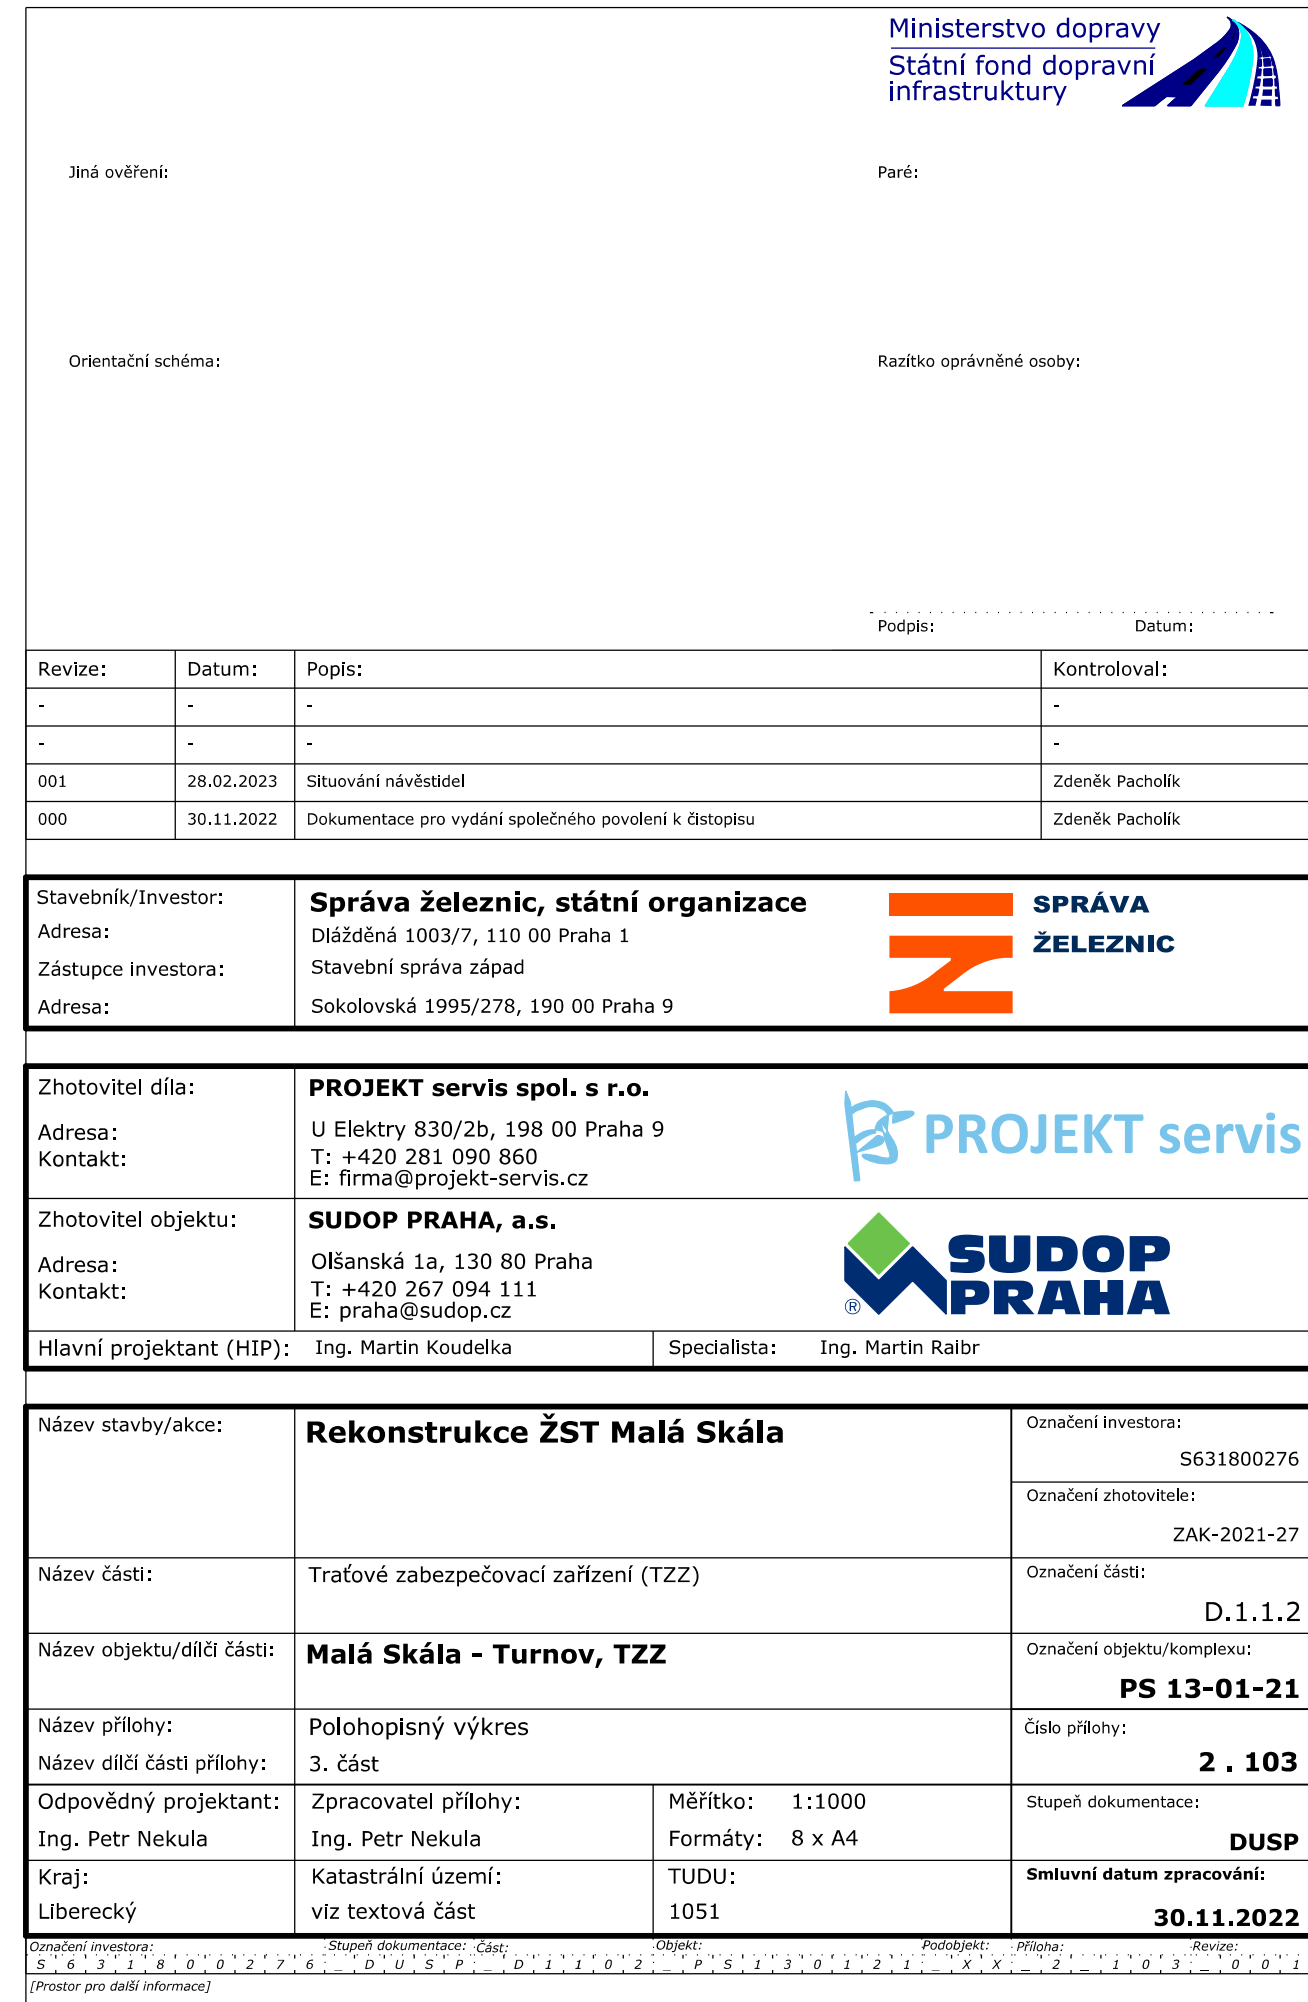 Ministerstvo dopravy
Státní fond dopravní
infrastruktury
Jiná ověření:
Paré:
Orientační schéma:
Razítko oprávněné osoby:
Podpis: Datum:
Revize: Datum: Popis: Kontroloval:
- - - -
- - - -
001 28.02.2023 Situování návěstidel Zdeněk Pacholík
000 30.11.2022 Dokumentace pro vydání společného povolení k čistopisu Zdeněk Pacholík
Stavebník/Investor: Správa železnic, státní organizace
Adresa: Dlážděná 1003/7, 110 00 Praha 1
Zástupce investora: Stavební správa západ
Adresa: Sokolovská 1995/278, 190 00 Praha 9
SPRÁVA
ŽELEZNIC
Zhotovitel díla: PROJEKT servis spol. s r.o.
Adresa: U Elektry 830/2b, 198 00 Praha 9
Kontakt: T: +420 281 090 860
E: firma@projekt-servis.cz
PROJEKT servis
Zhotovitel objektu: SUDOP PRAHA, a.s.
Adresa: Olšanská 1a, 130 80 Praha
Kontakt: T: +420 267 094 111
E: praha@sudop.cz
SUDOP
PRAHA
®
Hlavní projektant (HIP): Ing. Martin Koudelka Specialista: Ing. Martin Raibr
Název stavby/akce: Rekonstrukce ŽST Malá Skála
Označení investora:
S631800276
Označení zhotovitele:
ZAK-2021-27
Název části: Traťové zabezpečovací zařízení (TZZ)
Označení části:
D.1.1.2
Název objektu/dílči části: Malá Skála - Turnov, TZZ
Označení objektu/komplexu:
PS 13-01-21
Název přílohy: Polohopisný výkres
Číslo přílohy:
Název dílčí části přílohy: 3. část
2 . 103
Odpovědný projektant: Zpracovatel přílohy: Měřítko: 1:1000 Stupeň dokumentace:
Ing. Petr Nekula Ing. Petr Nekula Formáty: 8 x A4 DUSP
Kraj: Katastrální území: TUDU: Smluvní datum zpracování:
Liberecký viz textová část 1051 30.11.2022
Označení investora: Stupeň dokumentace: Část: Objekt: Podobjekt: Příloha: Revize:
S 6 3 1 8 0 0 2 7 6 _ D U S P _ D 1 1 0 2 _ P S 1 3 0 1 2 1 _ X X _ 2 _ 1 0 3 _ 0 0 1
[Prostor pro další informace]